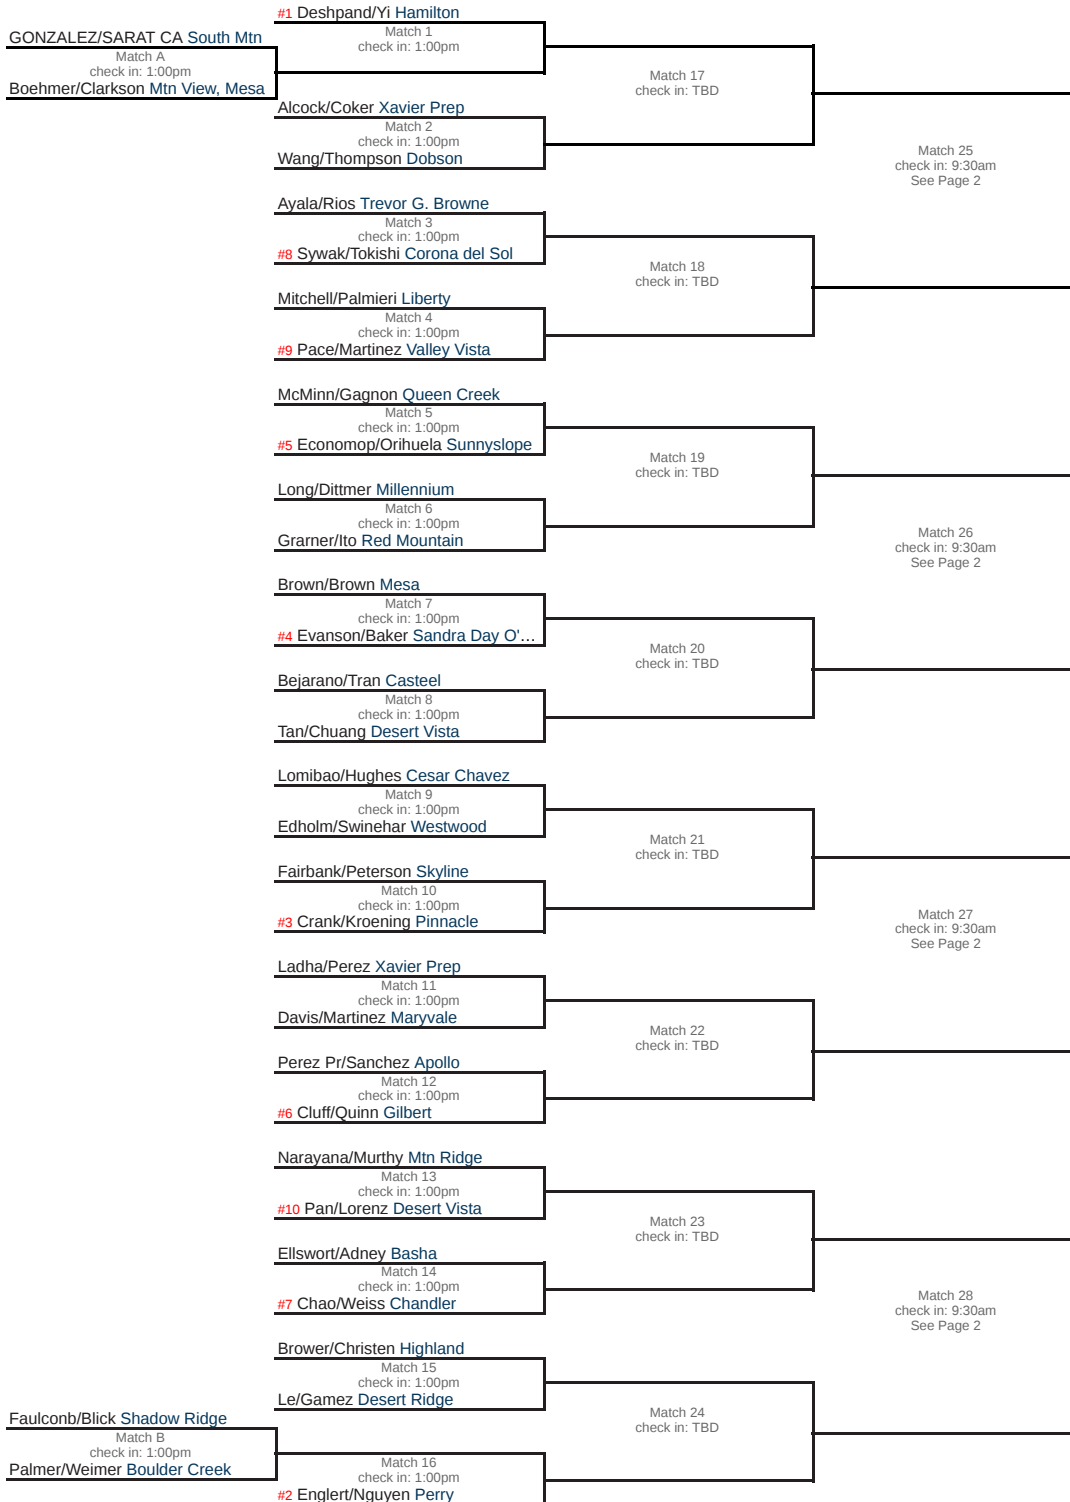 #1 Deshpand/Yi Hamilton
Match 1
check in: 1:00pm
GONZALEZ/SARAT CA South Mtn
Match A
check in: 1:00pm
Boehmer/Clarkson Mtn View, Mesa
Match 17
check in: TBD
Alcock/Coker Xavier Prep
Match 2
check in: 1:00pm
Wang/Thompson Dobson
Match 25
check in: 9:30am
See Page 2
Ayala/Rios Trevor G. Browne
Match 3
check in: 1:00pm
#8 Sywak/Tokishi Corona del Sol
Match 18
check in: TBD
Mitchell/Palmieri Liberty
Match 4
check in: 1:00pm
#9 Pace/Martinez Valley Vista
McMinn/Gagnon Queen Creek
Match 5
check in: 1:00pm
#5 Economop/Orihuela Sunnyslope
Match 19
check in: TBD
Long/Dittmer Millennium
Match 6
check in: 1:00pm
Grarner/Ito Red Mountain
Match 26
check in: 9:30am
See Page 2
Brown/Brown Mesa
Match 7
check in: 1:00pm
#4 Evanson/Baker Sandra Day O'…
Match 20
check in: TBD
Bejarano/Tran Casteel
Match 8
check in: 1:00pm
Tan/Chuang Desert Vista
Lomibao/Hughes Cesar Chavez
Match 9
check in: 1:00pm
Edholm/Swinehar Westwood
Match 21
check in: TBD
Fairbank/Peterson Skyline
Match 10
check in: 1:00pm
#3 Crank/Kroening Pinnacle
Match 27
check in: 9:30am
See Page 2
Ladha/Perez Xavier Prep
Match 11
check in: 1:00pm
Davis/Martinez Maryvale
Match 22
check in: TBD
Perez Pr/Sanchez Apollo
Match 12
check in: 1:00pm
#6 Cluff/Quinn Gilbert
Narayana/Murthy Mtn Ridge
Match 13
check in: 1:00pm
#10 Pan/Lorenz Desert Vista
Match 23
check in: TBD
Ellswort/Adney Basha
Match 14
check in: 1:00pm
#7 Chao/Weiss Chandler
Match 28
check in: 9:30am
See Page 2
Brower/Christen Highland
Match 15
check in: 1:00pm
Le/Gamez Desert Ridge
Match 24
check in: TBD
Faulconb/Blick Shadow Ridge
Match B
check in: 1:00pm
Palmer/Weimer Boulder Creek
Match 16
check in: 1:00pm
#2 Englert/Nguyen Perry